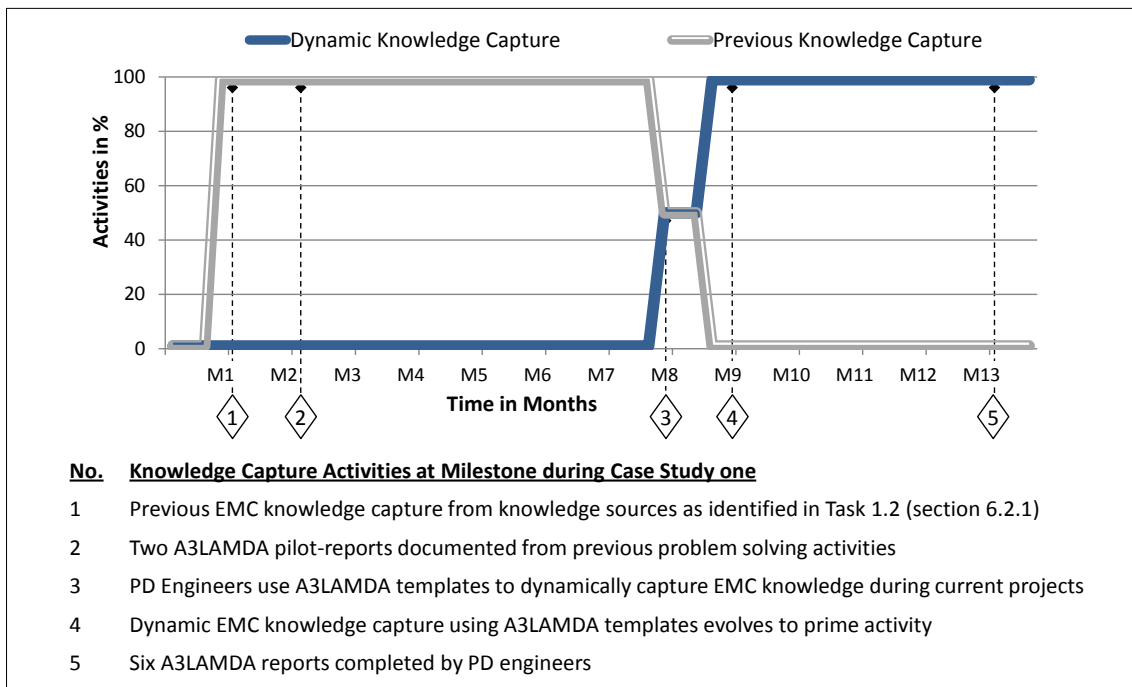 Dynamic Knowledge Capture Previous Knowledge Capture
100
80
60
40
20
0
Activities in %
M1 M2 M3 M4 M5 M6 M7 M8 M9 M10 M11 M12 M13
Time in Months
1 2 3 4 5
No. Knowledge Capture Activities at Milestone during Case Study one
1 Previous EMC knowledge capture from knowledge sources as identified in Task 1.2 (section 6.2.1)
2 Two A3LAMDA pilot-reports documented from previous problem solving activities
3 PD Engineers use A3LAMDA templates to dynamically capture EMC knowledge during current projects
4 Dynamic EMC knowledge capture using A3LAMDA templates evolves to prime activity
5 Six A3LAMDA reports completed by PD engineers